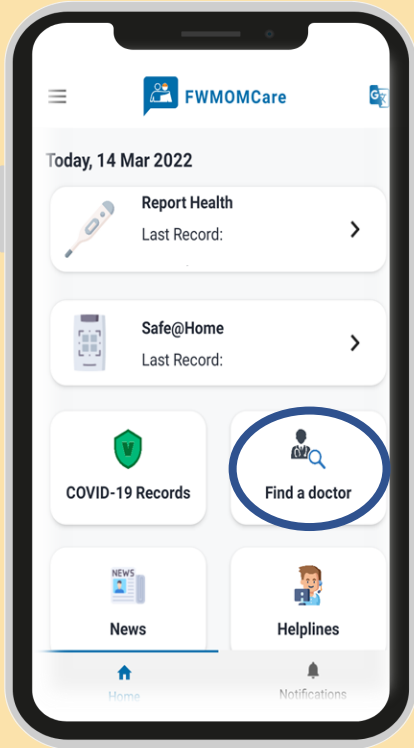 FWMOMCare
Today, 14 Mar 2022
Report Health
Last Record:
Safe@Home
Last Record:
V
COVID-19 Records
Find a doctor
NEWS
News
Helplines
Home
Notifications